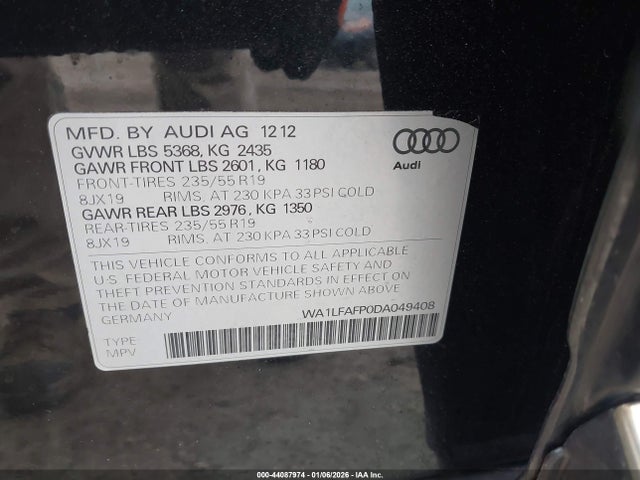 MFD. BY AUDI AG 12 12
GVWR LBS 5368, KG 2435
GAWR FRONT LBS 2601, KG 1180
FRONT-TIRES 235/55 R19
8JX19 RIMS, AT 230 KPA 33 PSI COLD
GAWR REAR LBS 2976, KG 1350
REAR-TIRES 235/55 R19
8JX19 RIMS, AT 230 KPA 33 PSI COLD
Audi
THIS VEHICLE CONFORMS TO ALL APPLICABLE
U·S· FEDERAL MOTOR VEHICLE SAFETY AND
THEFT PREVENTION STANDARDS IN EFFECT ON
THE DATE OF MANUFACTURE SHOWN ABOVE
GERMANY WA1LFAFP0DA049408
TYPE
MPV
000-44087974 | 01/06/2026 - IAA Inc.